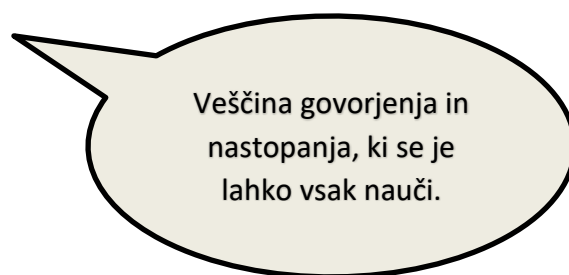 Veščina govorjenja in
nastopanja, ki se je
lahko vsak nauči.